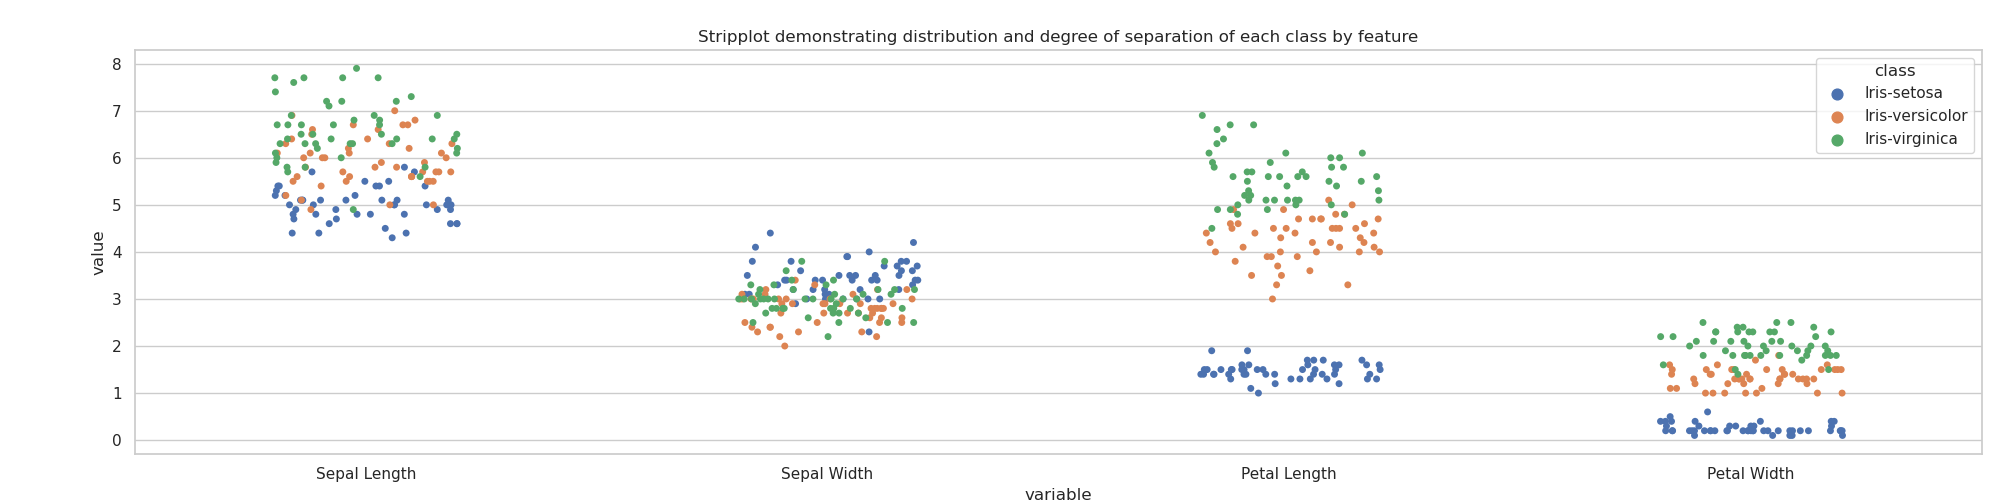 Stripplot demonstrating distribution and degree of separation of each class by feature
8
7
6
5
4
3
2
1
0
value
class
Iris-setosa
Iris-versicolor
Iris-virginica
Sepal Length
Sepal Width
Petal Length
Petal Width
variable